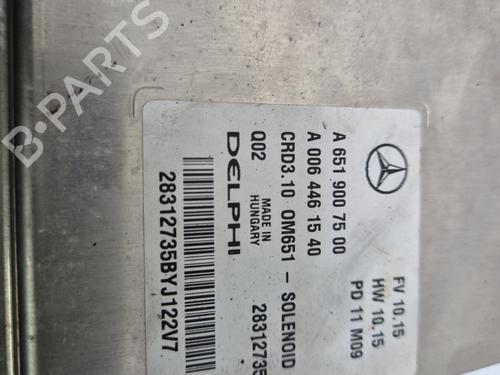 B-PARTS
A 651 900 75 00
A 006 446 15 40
CRD3.10 OM651 - SOLENOID
Q02 MADE IN HUNGARY 28312735
DELPHI
28312735BYJ122V7
FV 10.15
HW 10.15
PD 11 M09